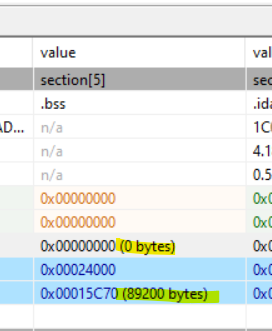 value val
section[5] sec
.bss .ida
AD... n/a 1C
n/a 4.1
n/a 0.5
0x00000000 0x0
0x00000000 0x0
0x00000000 (0 bytes) 0x0
0x00024000 0x0
0x00015C70 (89200 bytes) 0x0